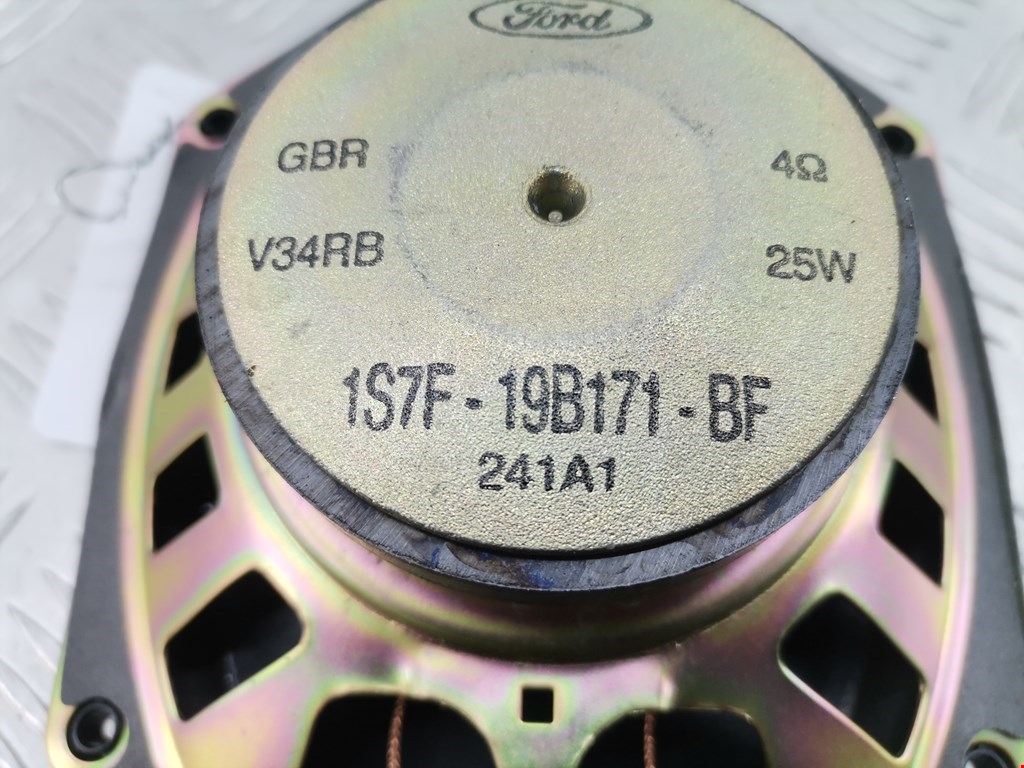 Ford
GBR 4Ω
V34RB 25W
1S7F-19B171-BF
241A1